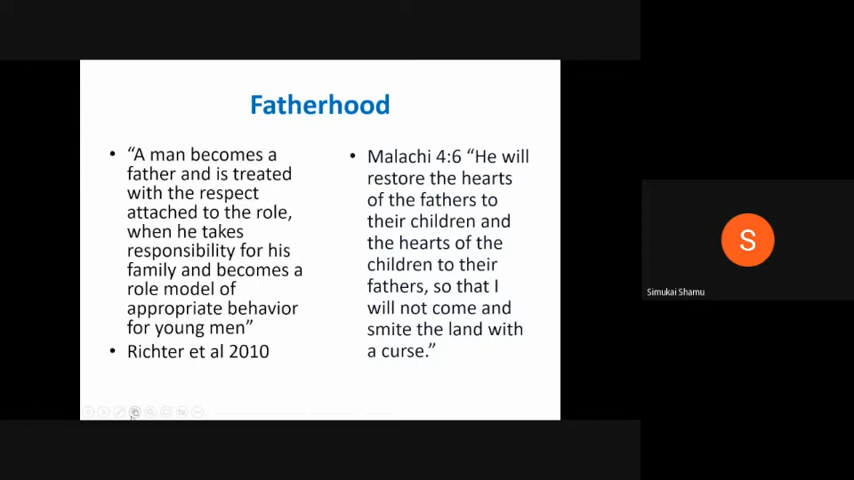 Fatherhood
• “A man becomes a
father and is treated
with the respect
attached to the role,
when he takes
responsibility for his
family and becomes a
role model of
appropriate behavior
for young men”
• Richter et al 2010
• Malachi 4:6 “He will
restore the hearts
of the fathers to
their children and
the hearts of the
children to their
fathers, so that I
will not come and
smite the land with
a curse.”
S
Simukai Shamu